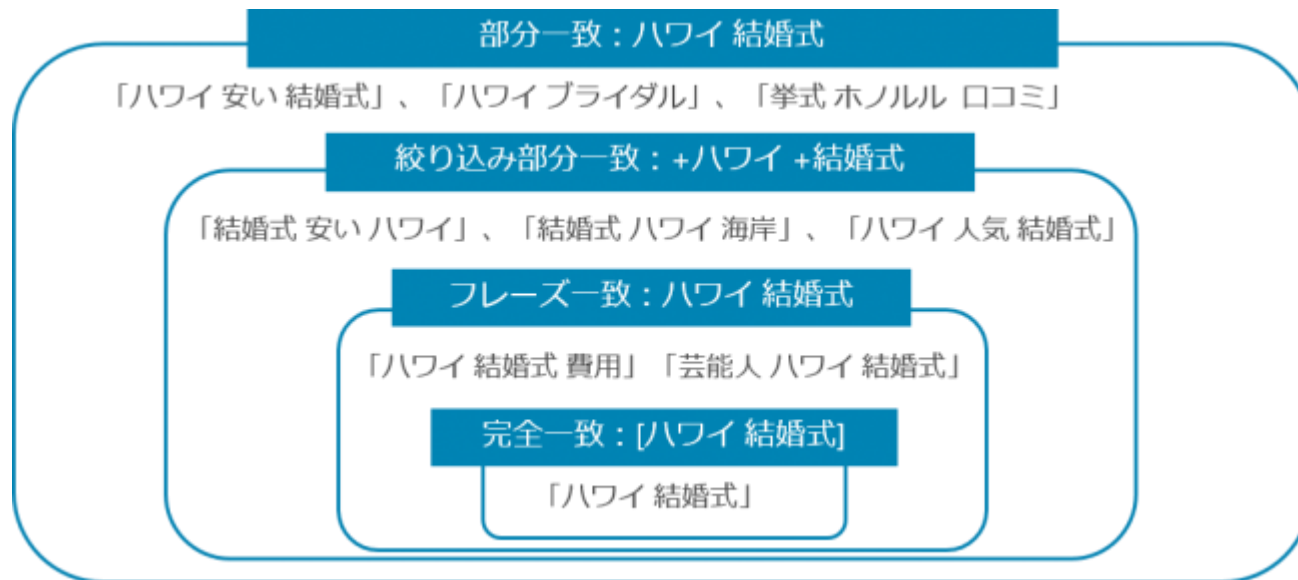 部分一致：ハワイ 結婚式
「ハワイ 安い 結婚式」、「ハワイ ブライダル」、「挙式 ホノルル 口コミ」
絞り込み部分一致：+ハワイ +結婚式
「結婚式 安い ハワイ」、「結婚式 ハワイ 海岸」、「ハワイ 人気 結婚式」
フレーズ一致：ハワイ 結婚式
「ハワイ 結婚式 費用」「芸能人 ハワイ 結婚式」
完全一致：[ハワイ 結婚式]
「ハワイ 結婚式」